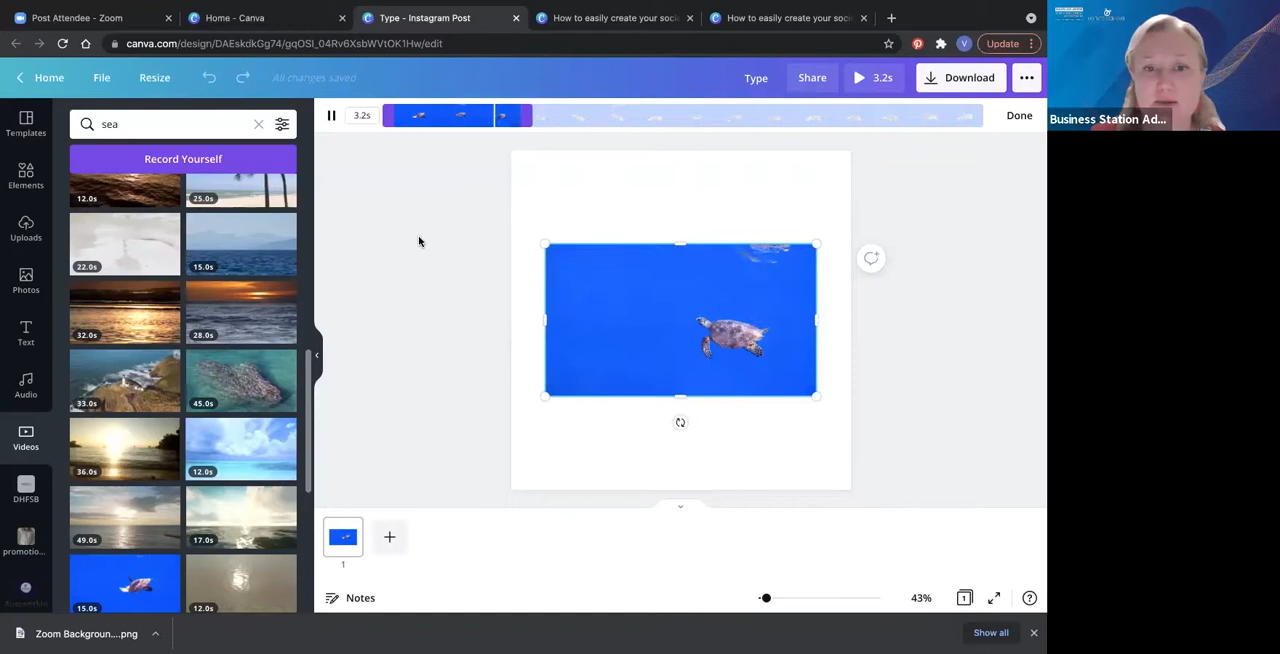 Post Attendee - Zoom
Home - Canva
Type - Instagram Post
How to easily create your soci
How to easily create your soci
canva.com/design/DAEskdkGg74/gqOSI_04Rv6XsbWVtOK1Hw/edit
V
Update
Home
File
Resize
All changes saved
Type
Share
3.2s
Download
Templates
Elements
Uploads
Photos
Text
Audio
Videos
DHFSB
promotio...
sea
Record Yourself
12.0s
25.0s
22.0s
15.0s
32.0s
28.0s
33.0s
45.0s
36.0s
12.0s
49.0s
17.0s
15.0s
12.0s
3.2s
Done
1
Notes
43%
1
Zoom Backgroun....png
Show all
Business Station Ad...